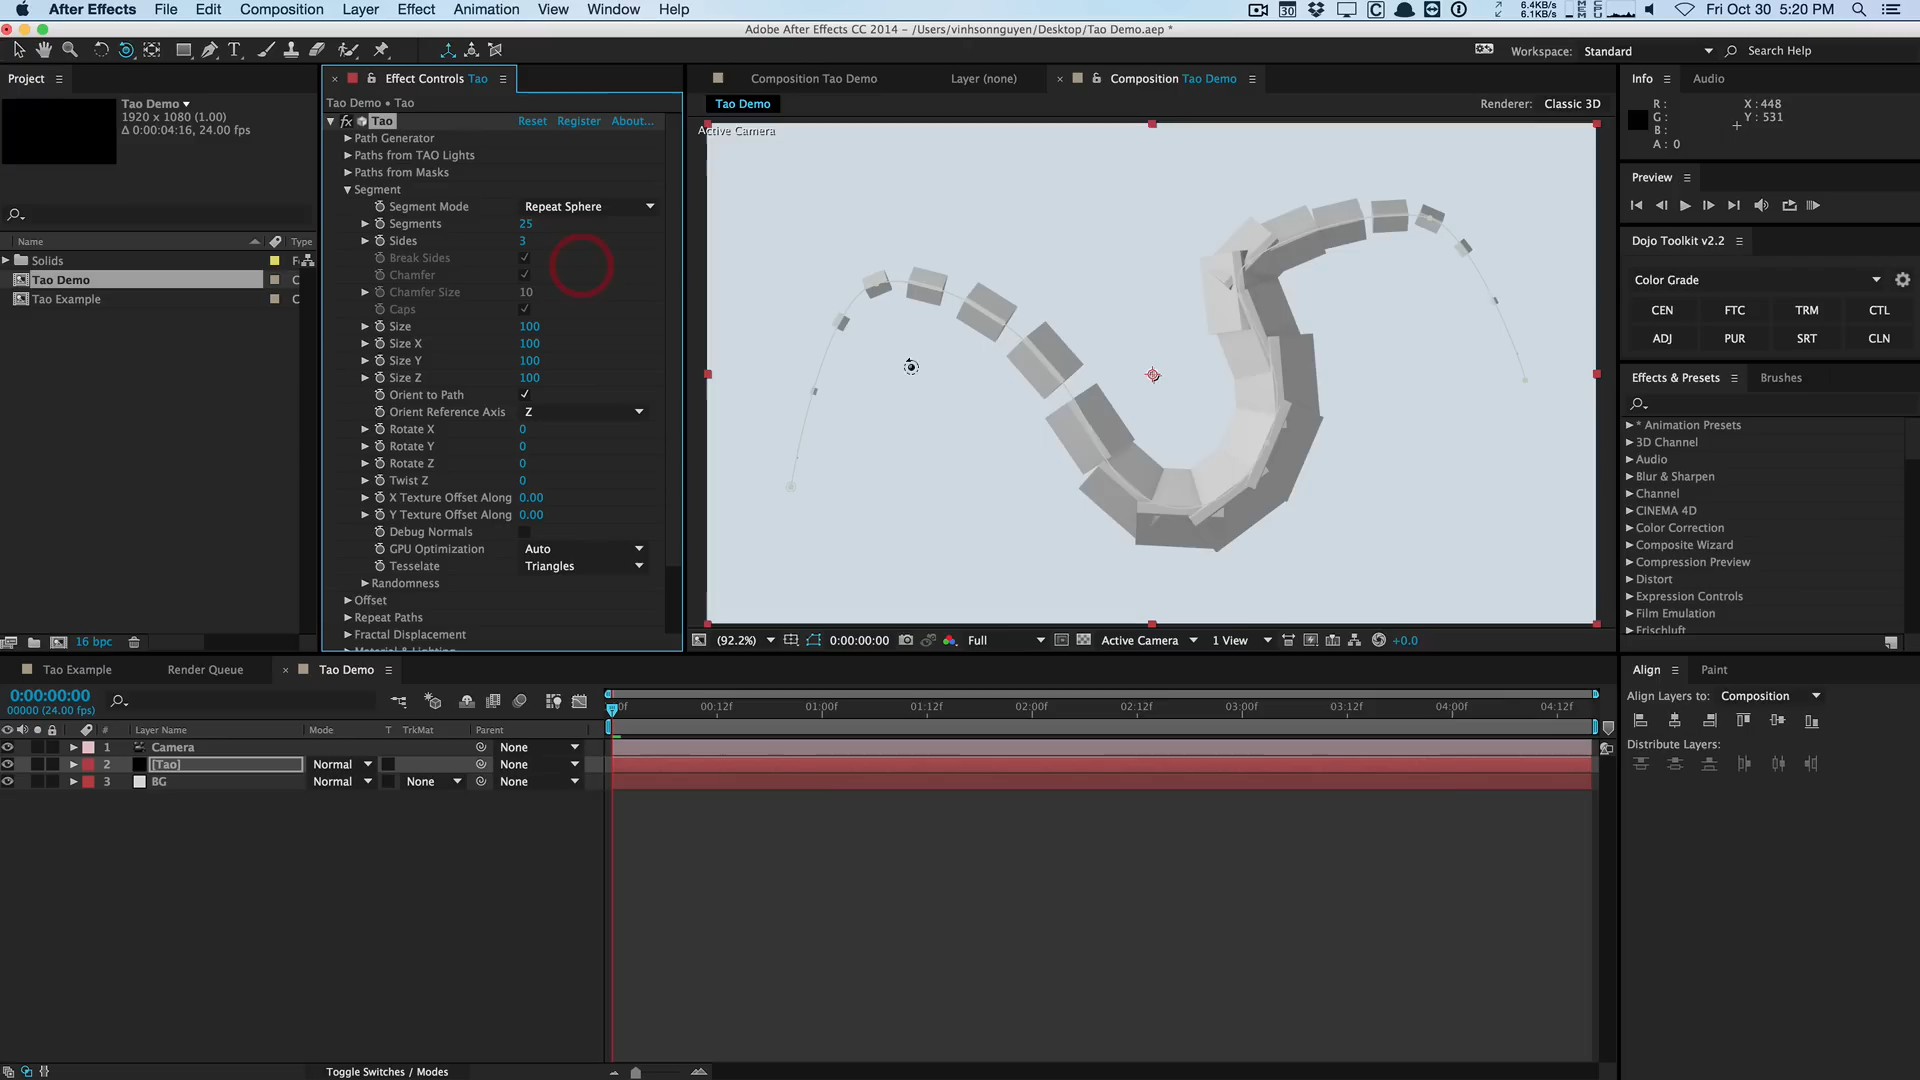 After Effects File Edit Composition Layer Effect Animation View Window Help 30 6.4KB/s 6.1KB/s Fri Oct 30 5:20 PM
Adobe After Effects CC 2014 - /Users/vinhsonnguyen/Desktop/Tao Demo.aep *
Workspace: Standard Search Help
Project Effect Controls Tao Composition Tao Demo Layer (none) Composition Tao Demo Info Audio
Tao Demo
1920 x 1080 (1.00)
Δ 0:00:04:16, 24.00 fps
Name Type
Solids F
Tao Demo C
Tao Example C
16 bpc
Tao Demo • Tao
fx Tao Reset Register About...
Path Generator
Paths from TAO Lights
Paths from Masks
Segment
Segment Mode Repeat Sphere
Segments 25
Sides 3
Break Sides
Chamfer
Chamfer Size 10
Caps
Size 100
Size X 100
Size Y 100
Size Z 100
Orient to Path
Orient Reference Axis Z
Rotate X 0
Rotate Y 0
Rotate Z 0
Twist Z 0
X Texture Offset Along 0.00
Y Texture Offset Along 0.00
Debug Normals
GPU Optimization Auto
Tesselate Triangles
Randomness
Offset
Repeat Paths
Fractal Displacement
Material & Lighting
Tao Demo Renderer: Classic 3D
Active Camera
(92.2%) 0:00:00:00 Full Active Camera 1 View +0.0
R : X : 448
G : Y : 531
B :
A : 0
Preview
Dojo Toolkit v2.2
Color Grade
CEN FTC TRM CTL
ADJ PUR SRT CLN
Effects & Presets Brushes
* Animation Presets
3D Channel
Audio
Blur & Sharpen
Channel
CINEMA 4D
Color Correction
Composite Wizard
Compression Preview
Distort
Expression Controls
Film Emulation
Frischluft
Tao Example Render Queue Tao Demo
0:00:00:00
00000 (24.00 fps)
# Layer Name Mode T TrkMat Parent
1 Camera None
2 [Tao] Normal None
3 BG Normal None None
00f 00:12f 01:00f 01:12f 02:00f 02:12f 03:00f 03:12f 04:00f 04:12f
Toggle Switches / Modes
Align Paint
Align Layers to: Composition
Distribute Layers: